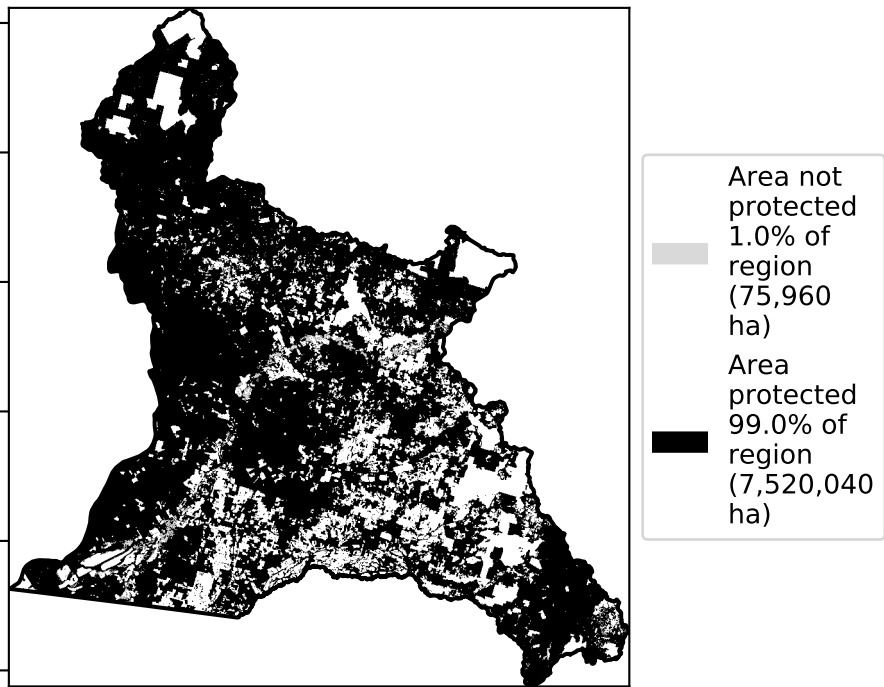 Area not
protected
1.0% of
region
(75,960
ha)
Area
protected
99.0% of
region
(7,520,040
ha)